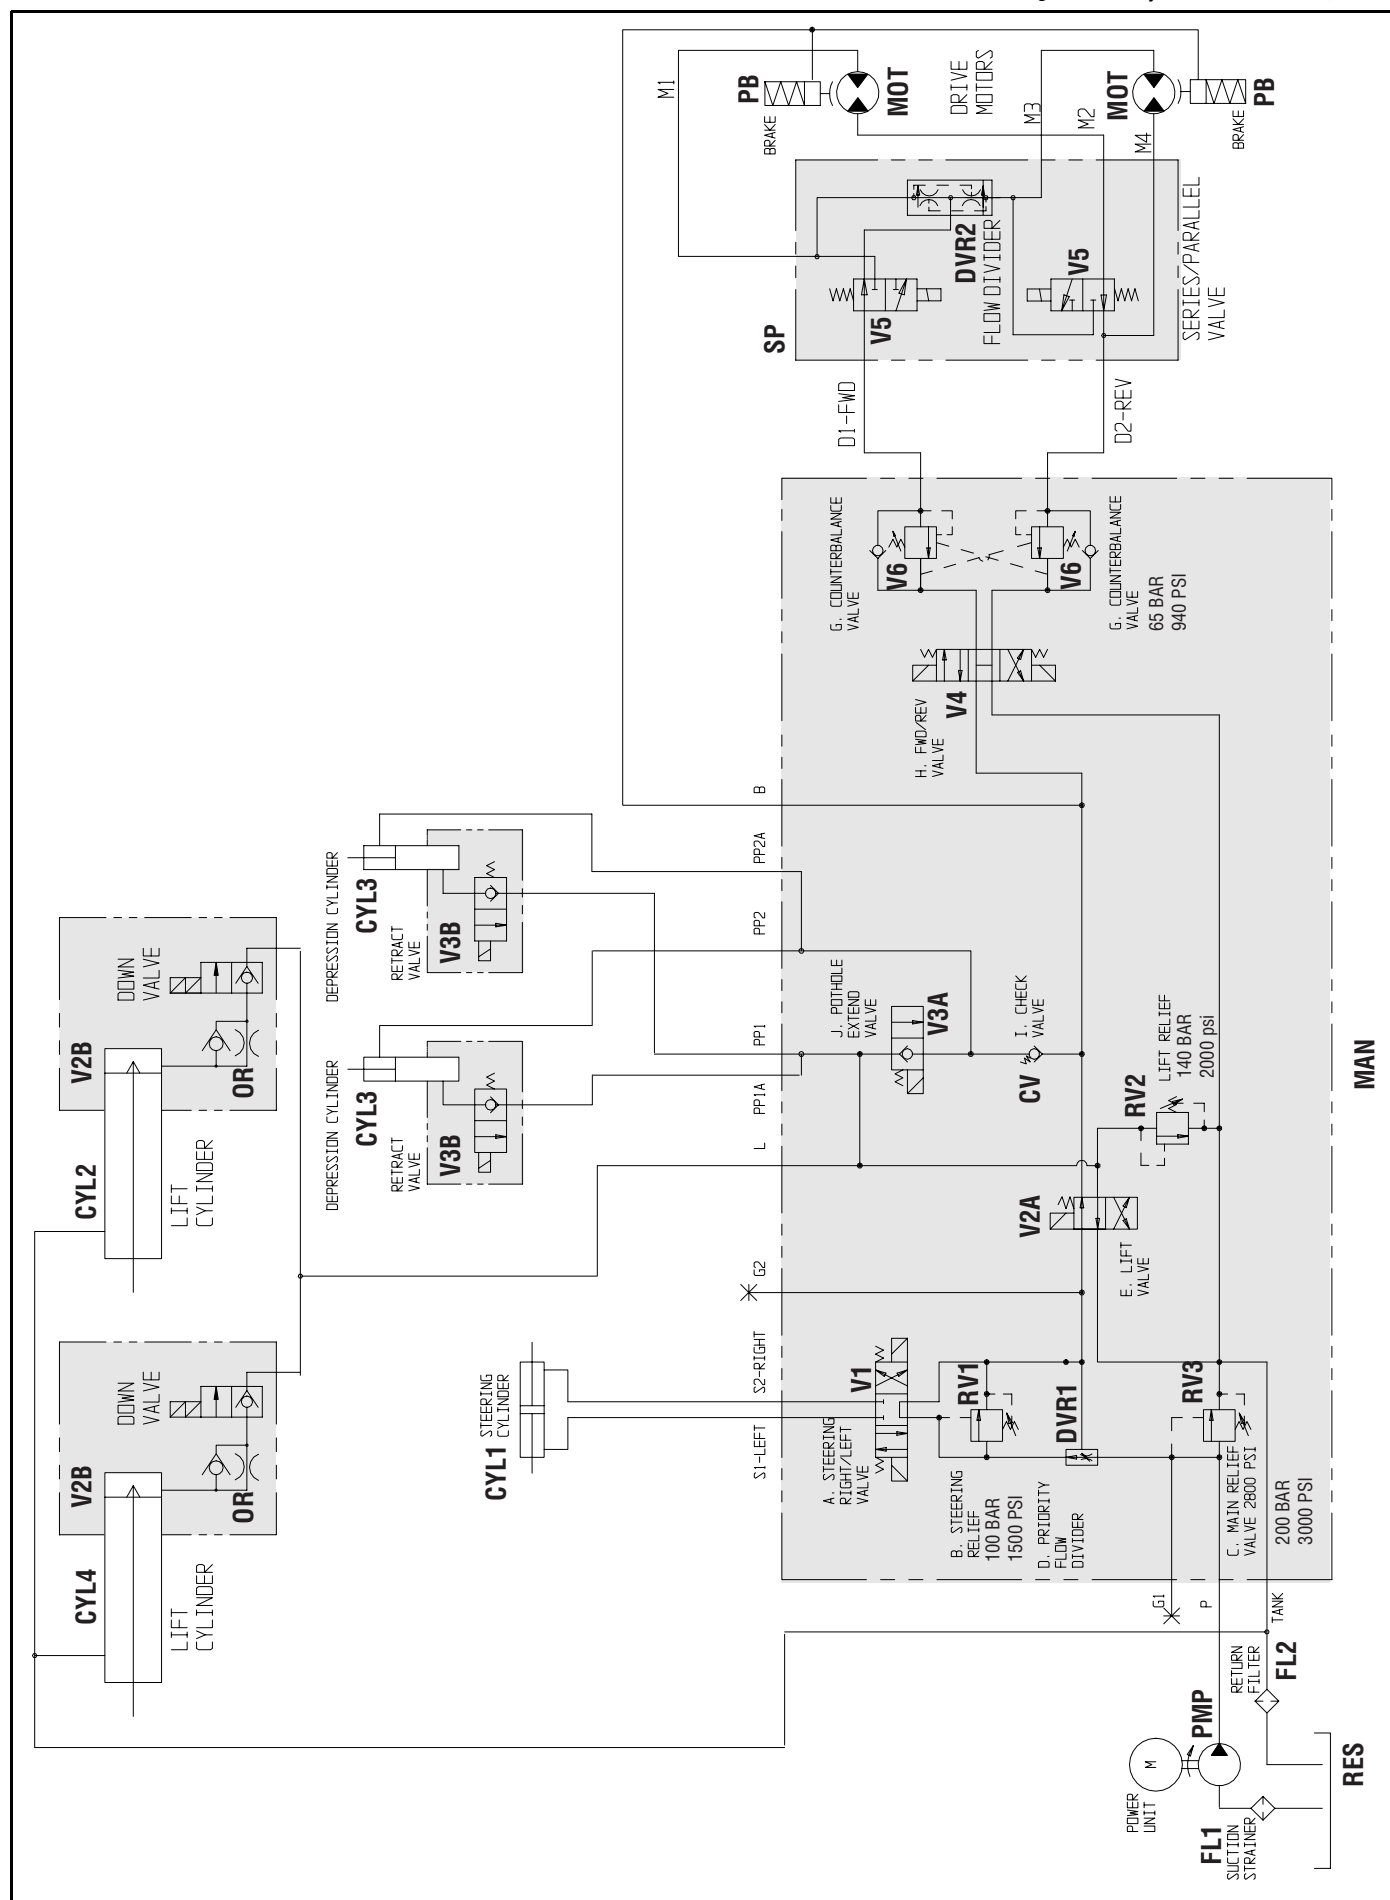 M1
PB
BRAKE
MOT
DRIVE
MOTORS
M3
M2
MOT
M4
PB
BRAKE
DVR2
FLOW DIVIDER
V5
V5
SP
SERIES/PARALLEL
VALVE
D1-FWD
D2-REV
G. COUNTERBALANCE
VALVE
V6
V6
G. COUNTERBALANCE
VALVE
65 BAR
940 PSI
V4
H. FWD/REV
VALVE
B
PP2A
PP2
PP1
PP1A
L
G2
S2-RIGHT
S1-LEFT
DEPRESSION CYLINDER
CYL3
RETRACT
VALVE
V3B
DEPRESSION CYLINDER
CYL3
RETRACT
VALVE
V3B
DOWN
VALVE
V2B
OR
CYL2
LIFT
CYLINDER
DOWN
VALVE
V2B
OR
CYL4
LIFT
CYLINDER
CYL1
STEERING
CYLINDER
J. POTHOLE
EXTEND
VALVE
V3A
I. CHECK
VALVE
CV
RV2
LIFT RELIEF
140 BAR
2000 psi
MAN
V2A
E. LIFT
VALVE
V1
A. STEERING
RIGHT/LEFT
VALVE
RV1
B. STEERING
RELIEF
100 BAR
1500 PSI
DVR1
D. PRIORITY
FLOW
DIVIDER
RV3
C. MAIN RELIEF
VALVE 2800 PSI
200 BAR
3000 PSI
G1
P
TANK
RETURN
FILTER
FL2
PMP
M
POWER
UNIT
FL1
SUCTION
STRAINER
RES